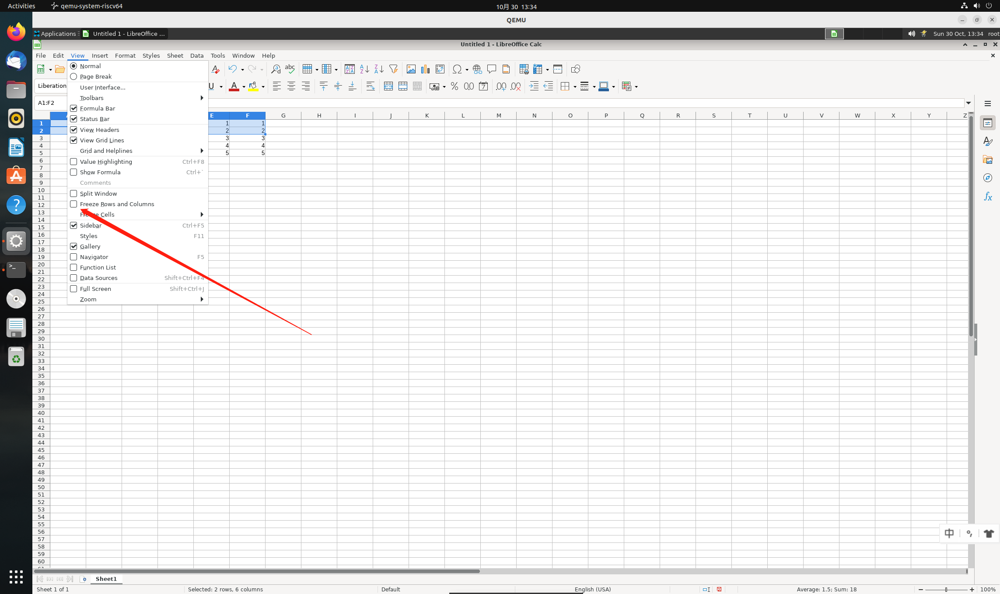 Activities
qemu-system-riscv64
10月 30 13:34
QEMU
Applications
Untitled 1 - LibreOffice ...
Sun 30 Oct, 13:34
root
Untitled 1 - LibreOffice Calc
File Edit View Insert Format Styles Sheet Data Tools Window Help
Liberation
A1:F2
Normal
Page Break
User Interface...
Toolbars
Formula Bar
Status Bar
View Headers
View Grid Lines
Grid and Helplines
Value Highlighting Ctrl+F8
Show Formula Ctrl+`
Comments
Split Window
Freeze Rows and Columns
Freeze Cells
Sidebar Ctrl+F5
Styles F11
Gallery
Navigator F5
Function List
Data Sources Shift+Ctrl+F4
Full Screen Shift+Ctrl+J
Zoom
E F G H I J K L M N O P Q R S T U V W X Y Z
1 1 1
2 2 2
3 3 3
4 4 4
5 5 5
6
7
8
9
10
11
12
13
14
15
16
17
18
19
20
21
22
23
24
25
26
27
28
29
30
31
32
33
34
35
36
37
38
39
40
41
42
43
44
45
46
47
48
49
50
51
52
53
54
55
56
57
58
59
60
中
Sheet1
Sheet 1 of 1
Selected: 2 rows, 6 columns
Default
English (USA)
Average: 1.5; Sum: 18
100%